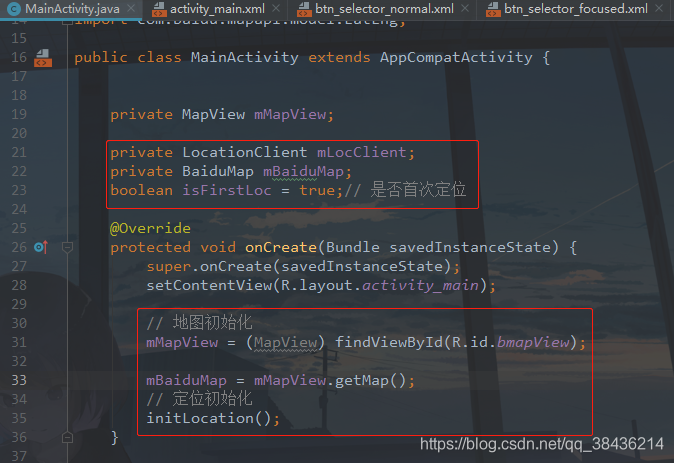 MainActivity.java × activity_main.xml × btn_selector_normal.xml × btn_selector_focused.xml ×
14 import com.baidu.mapapi.model.LatLng;
15
16 public class MainActivity extends AppCompatActivity {
17
18
19 private MapView mMapView;
20
21 private LocationClient mLocClient;
22 private BaiduMap mBaiduMap;
23 boolean isFirstLoc = true;// 是否首次定位
24
25 @Override
26 protected void onCreate(Bundle savedInstanceState) {
27 super.onCreate(savedInstanceState);
28 setContentView(R.layout.activity_main);
29
30 // 地图初始化
31 mMapView = (MapView) findViewById(R.id.bmapView);
32
33 mBaiduMap = mMapView.getMap();
34 // 定位初始化
35 initLocation();
36 }
37
https://blog.csdn.net/qq_38436214